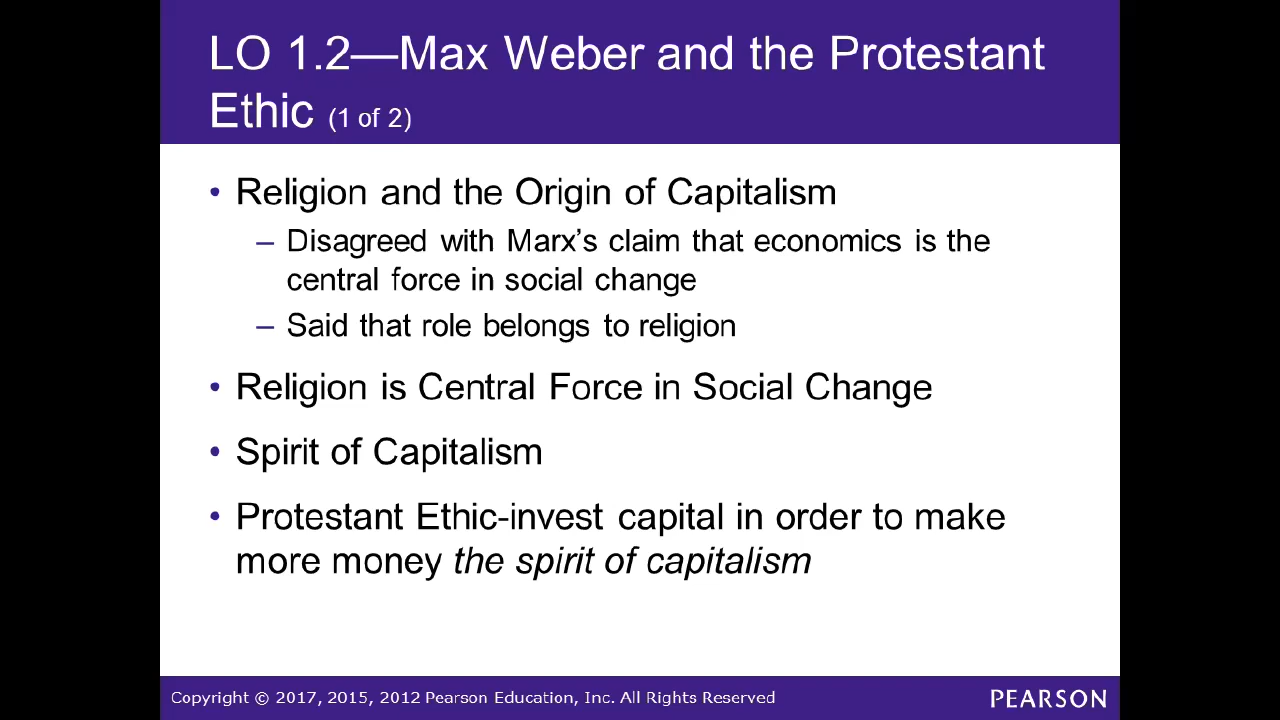 LO 1.2—Max Weber and the Protestant
Ethic (1 of 2)
• Religion and the Origin of Capitalism
– Disagreed with Marx’s claim that economics is the
central force in social change
– Said that role belongs to religion
• Religion is Central Force in Social Change
• Spirit of Capitalism
• Protestant Ethic-invest capital in order to make
more money the spirit of capitalism
Copyright © 2017, 2015, 2012 Pearson Education, Inc. All Rights Reserved
PEARSON